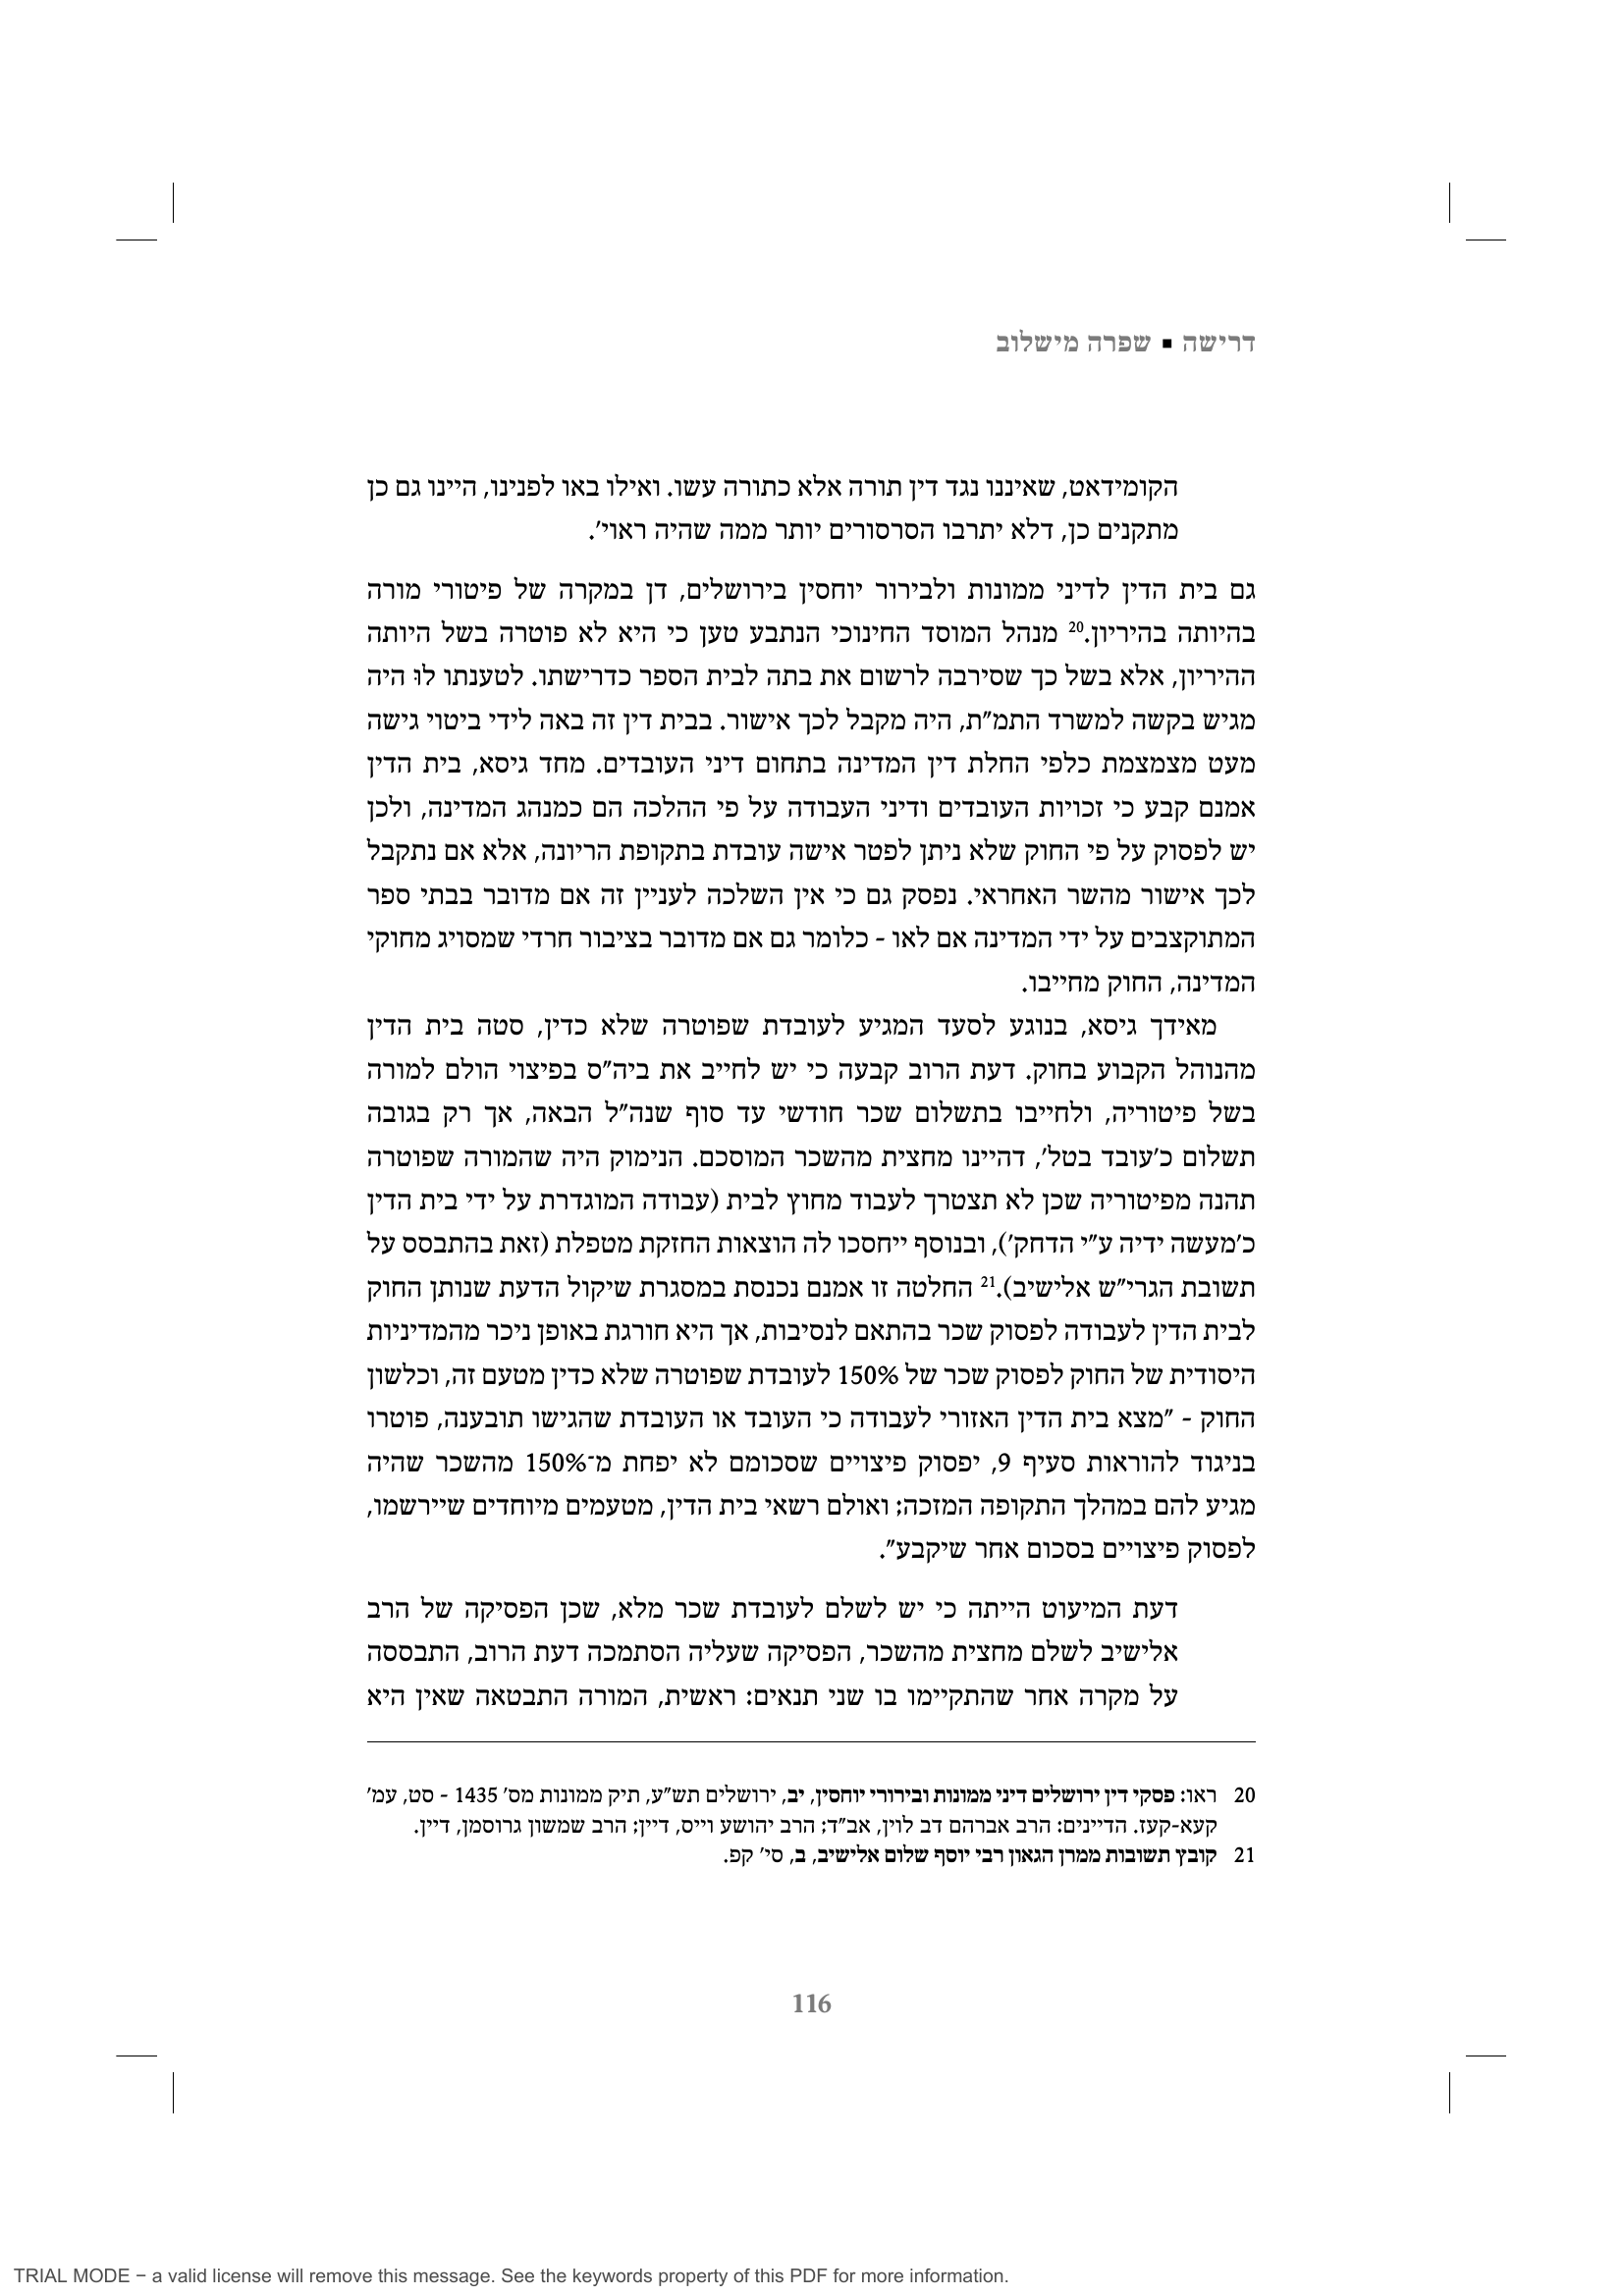 דרישה ▪ שפרה מישלוב
הקומידאט, שאיננו נגד דין תורה אלא כתורה עשו. ואילו באו לפנינו, היינו גם כן
מתקנים כן, דלא יתרבו הסרסורים יותר ממה שהיה ראוי'.
גם בית הדין לדיני ממונות ולבירור יוחסין בירושלים, דן במקרה של פיטורי מורה
בהיותה בהיריון.20 מנהל המוסד החינוכי הנתבע טען כי היא לא פוטרה בשל היותה
ההיריון, אלא בשל כך שסירבה לרשום את בתה לבית הספר כדרישתו. לטענתו לוּ היה
מגיש בקשה למשרד התמ"ת, היה מקבל לכך אישור. בבית דין זה באה לידי ביטוי גישה
מעט מצמצמת כלפי החלת דין המדינה בתחום דיני העובדים. מחד גיסא, בית הדין
אמנם קבע כי זכויות העובדים ודיני העבודה על פי ההלכה הם כמנהג המדינה, ולכן
יש לפסוק על פי החוק שלא ניתן לפטר אישה עובדת בתקופת הריונה, אלא אם נתקבל
לכך אישור מהשר האחראי. נפסק גם כי אין השלכה לעניין זה אם מדובר בבתי ספר
המתוקצבים על ידי המדינה אם לאו - כלומר גם אם מדובר בציבור חרדי שמסויג מחוקי
המדינה, החוק מחייבו.
מאידך גיסא, בנוגע לסעד המגיע לעובדת שפוטרה שלא כדין, סטה בית הדין
מהנוהל הקבוע בחוק. דעת הרוב קבעה כי יש לחייב את ביה"ס בפיצוי הולם למורה
בשל פיטוריה, ולחייבו בתשלום שכר חודשי עד סוף שנה"ל הבאה, אך רק בגובה
תשלום כ'עובד בטל', דהיינו מחצית מהשכר המוסכם. הנימוק היה שהמורה שפוטרה
תהנה מפיטוריה שכן לא תצטרך לעבוד מחוץ לבית (עבודה המוגדרת על ידי בית הדין
כ'מעשה ידיה ע"י הדחק'), ובנוסף ייחסכו לה הוצאות החזקת מטפלת (זאת בהתבסס על
תשובת הגרי"ש אלישיב).21 החלטה זו אמנם נכנסת במסגרת שיקול הדעת שנותן החוק
לבית הדין לעבודה לפסוק שכר בהתאם לנסיבות, אך היא חורגת באופן ניכר מהמדיניות
היסודית של החוק לפסוק שכר של 150% לעובדת שפוטרה שלא כדין מטעם זה, וכלשון
החוק - "מצא בית הדין האזורי לעבודה כי העובד או העובדת שהגישו תובענה, פוטרו
בניגוד להוראות סעיף 9, יפסוק פיצויים שסכומם לא יפחת מ־150% מהשכר שהיה
מגיע להם במהלך התקופה המזכה; ואולם רשאי בית הדין, מטעמים מיוחדים שיירשמו,
לפסוק פיצויים בסכום אחר שיקבע".
דעת המיעוט הייתה כי יש לשלם לעובדת שכר מלא, שכן הפסיקה של הרב
אלישיב לשלם מחצית מהשכר, הפסיקה שעליה הסתמכה דעת הרוב, התבססה
על מקרה אחר שהתקיימו בו שני תנאים: ראשית, המורה התבטאה שאין היא
20 ראו: פסקי דין ירושלים דיני ממונות ובירורי יוחסין, יב, ירושלים תש"ע, תיק ממונות מס' 1435 - סט, עמ'
קעא-קעז. הדיינים: הרב אברהם דב לוין, אב"ד; הרב יהושע וייס, דיין; הרב שמשון גרוסמן, דיין.
21 קובץ תשובות ממרן הגאון רבי יוסף שלום אלישיב, ב, סי' קפ.
116
TRIAL MODE − a valid license will remove this message. See the keywords property of this PDF for more information.